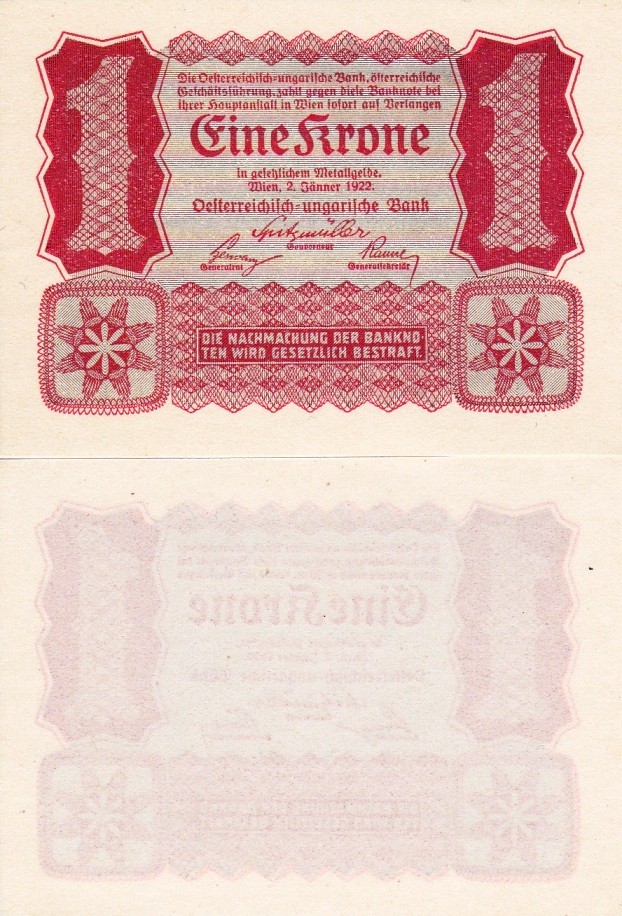 1
1
Die Oesterreichisch-ungarische Bank, österreichische
Geschäftsführung, zahlt gegen diese Banknote bei
ihrer Hauptanstalt in Wien sofort auf Verlangen
Eine Krone
in gesetzlichem Metallgelde.
Wien, 2. Jänner 1922.
Oesterreichisch-ungarische Bank
Spitzmüller
Gouverneur
Generalrat
Generalsekretär
DIE NACHMACHUNG DER BANKNO-
TEN WIRD GESETZLICH BESTRAFT.
Eine Krone